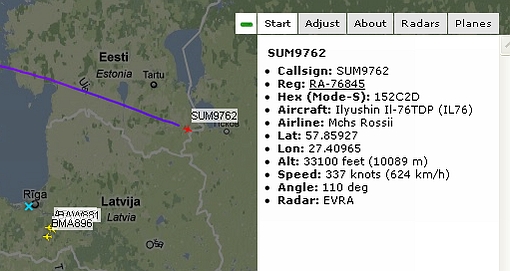 Start Adjust About Radars Planes
Eesti
Estonia
Tartu
SUM9762
Rīga
BMA896
Latvija
Latvia
SUM9762
Callsign: SUM9762
Reg: RA-76845
Hex (Mode-S): 152C2D
Aircraft: Ilyushin Il-76TDP (IL76)
Airline: Mchs Rossii
Lat: 57.85927
Lon: 27.40965
Alt: 33100 feet (10089 m)
Speed: 337 knots (624 km/h)
Angle: 110 deg
Radar: EVRA